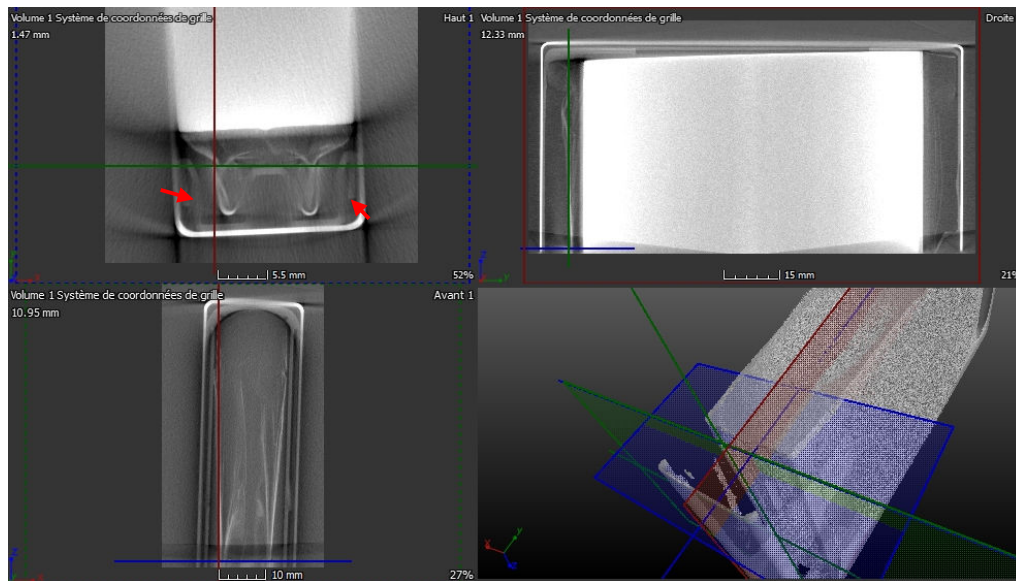 Volume 1 Système de coordonnées de grille
Haut 1
1.47 mm
5.5 mm
52%
Volume 1 Système de coordonnées de grille
Droite
12.33 mm
15 mm
21%
Volume 1 Système de coordonnées de grille
Avant 1
10.95 mm
10 mm
27%